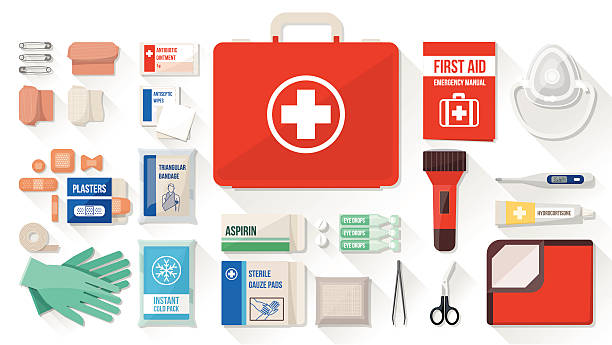 ANTIBIOTIC
OINTMENT
1g
ANTISEPTIC
WIPES
FIRST AID
EMERGENCY MANUAL
PLASTERS
TRIANGULAR
BANDAGE
ASPIRIN
EYE DROPS
EYE DROPS
EYE DROPS
HYDROCORTISONE
INSTANT
COLD PACK
STERILE
GAUZE PADS